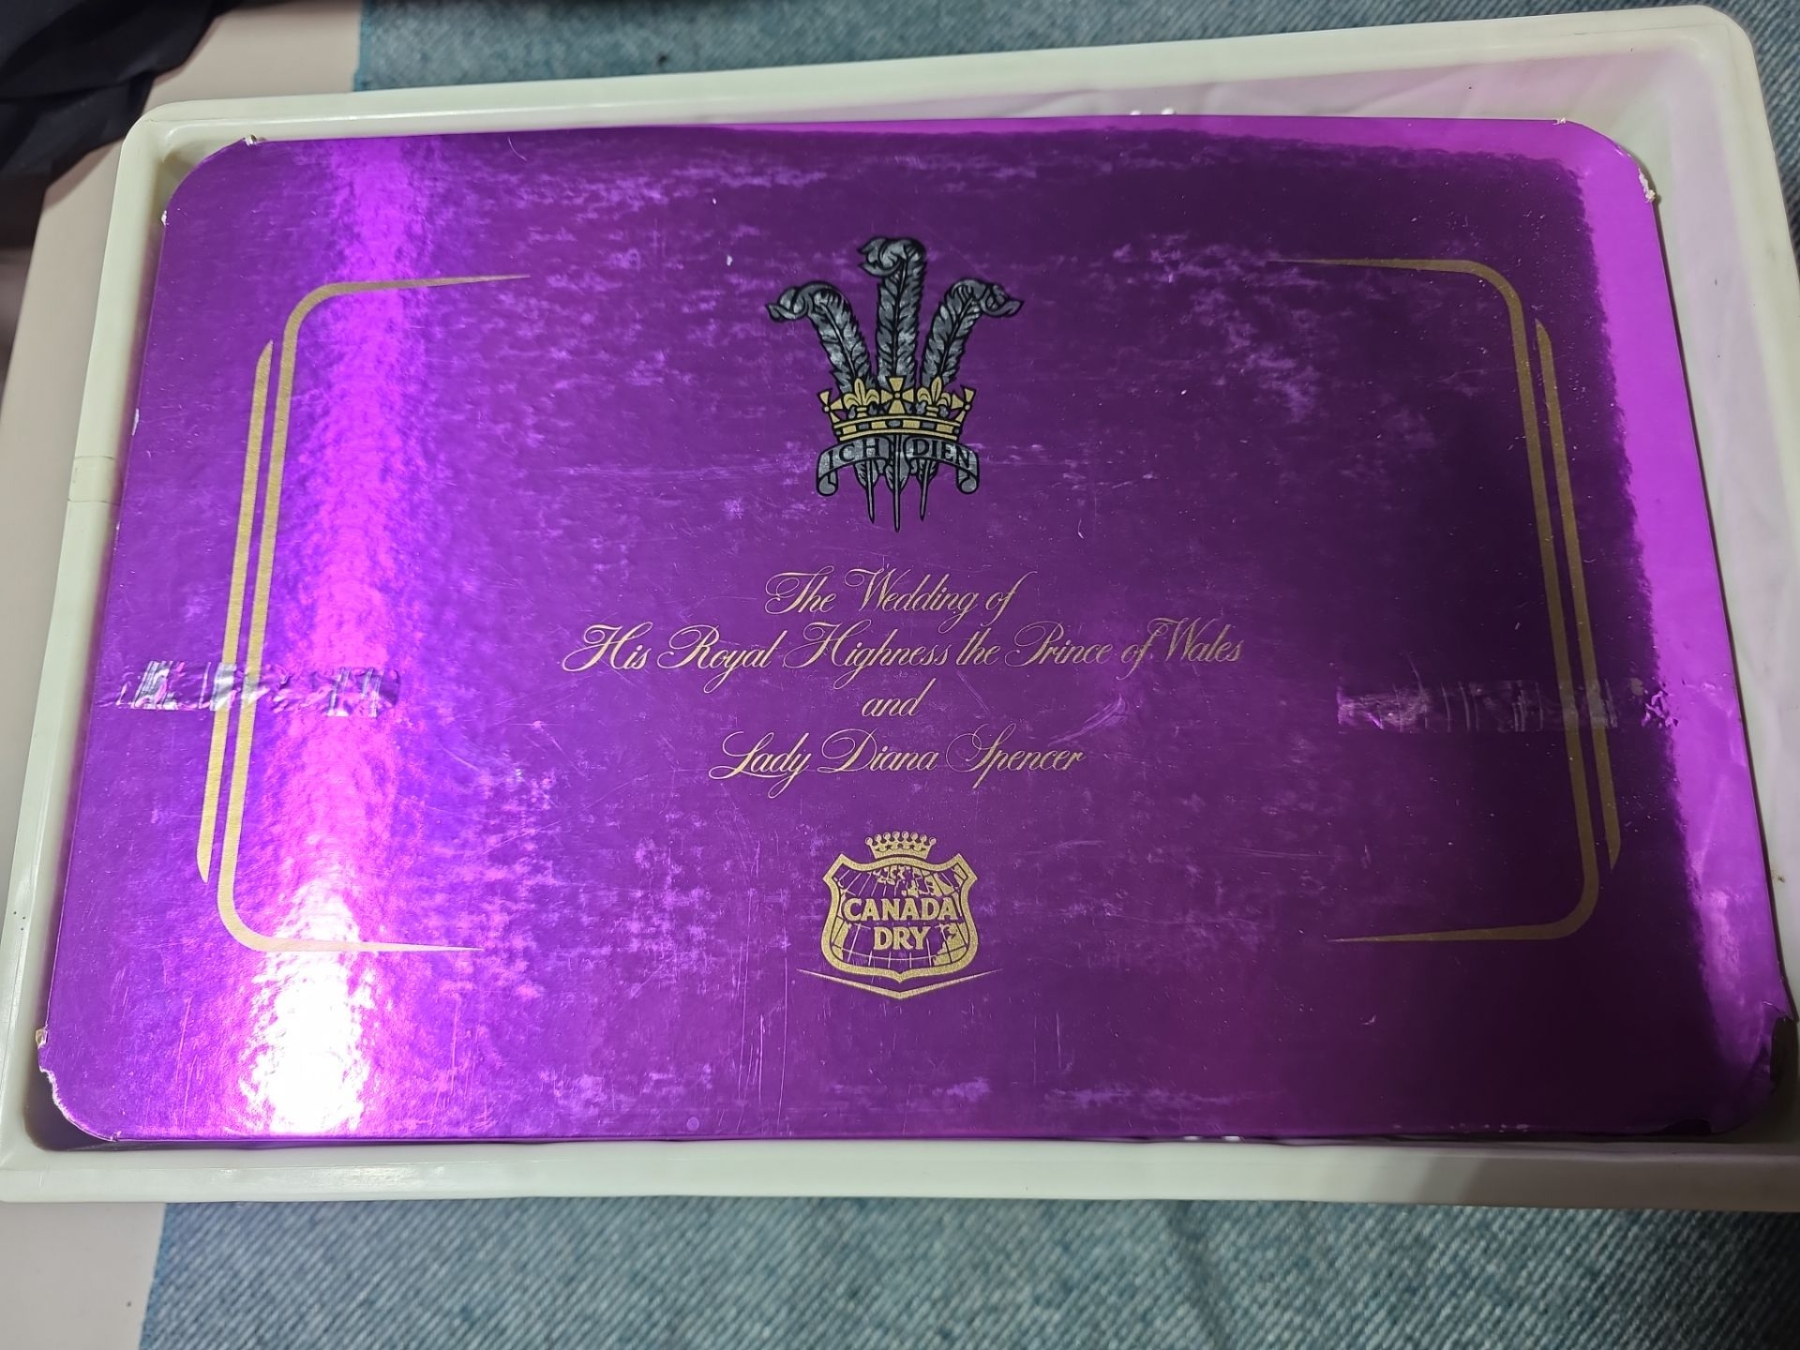 ICH DIEN
The Wedding of
His Royal Highness the Prince of Wales
and
Lady Diana Spencer
CANADA
DRY